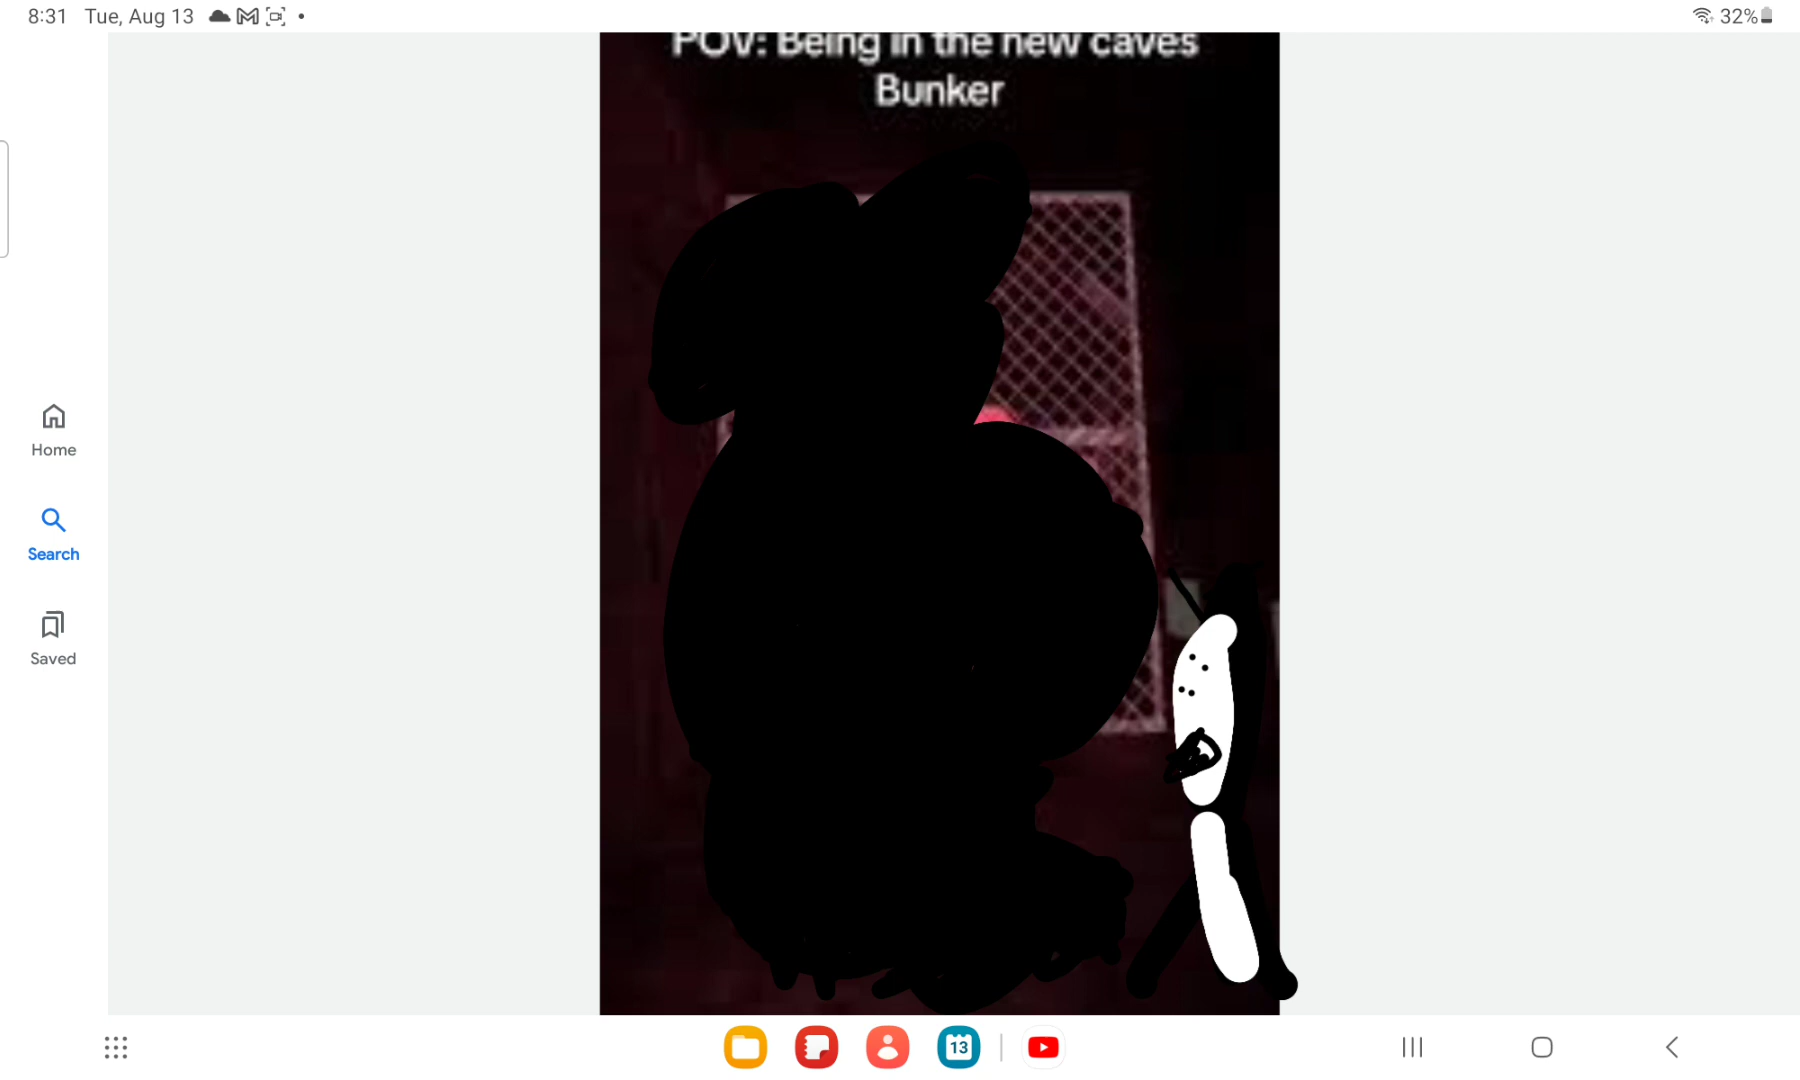 8:31 Tue, Aug 13
32%
POV: Being in the new caves
Bunker
Home
Search
Saved
13